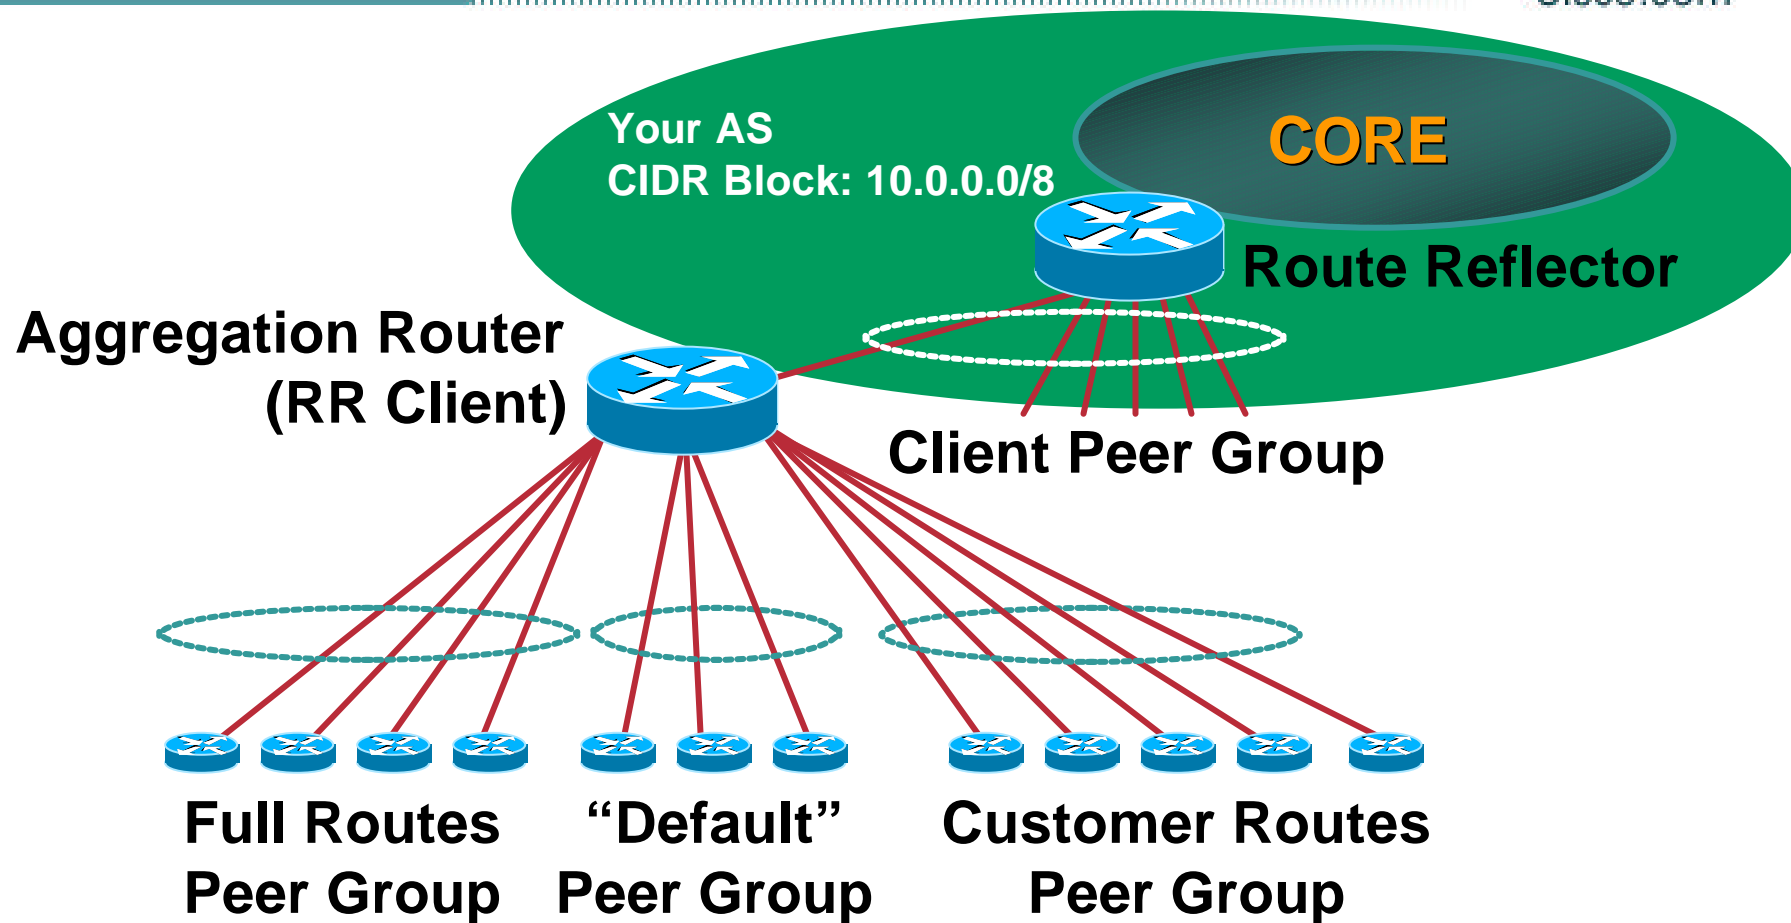 Your AS
CIDR Block: 10.0.0.0/8
CORE
Route Reflector
Aggregation Router
(RR Client)
Client Peer Group
Full Routes
Peer Group
“Default”
Peer Group
Customer Routes
Peer Group